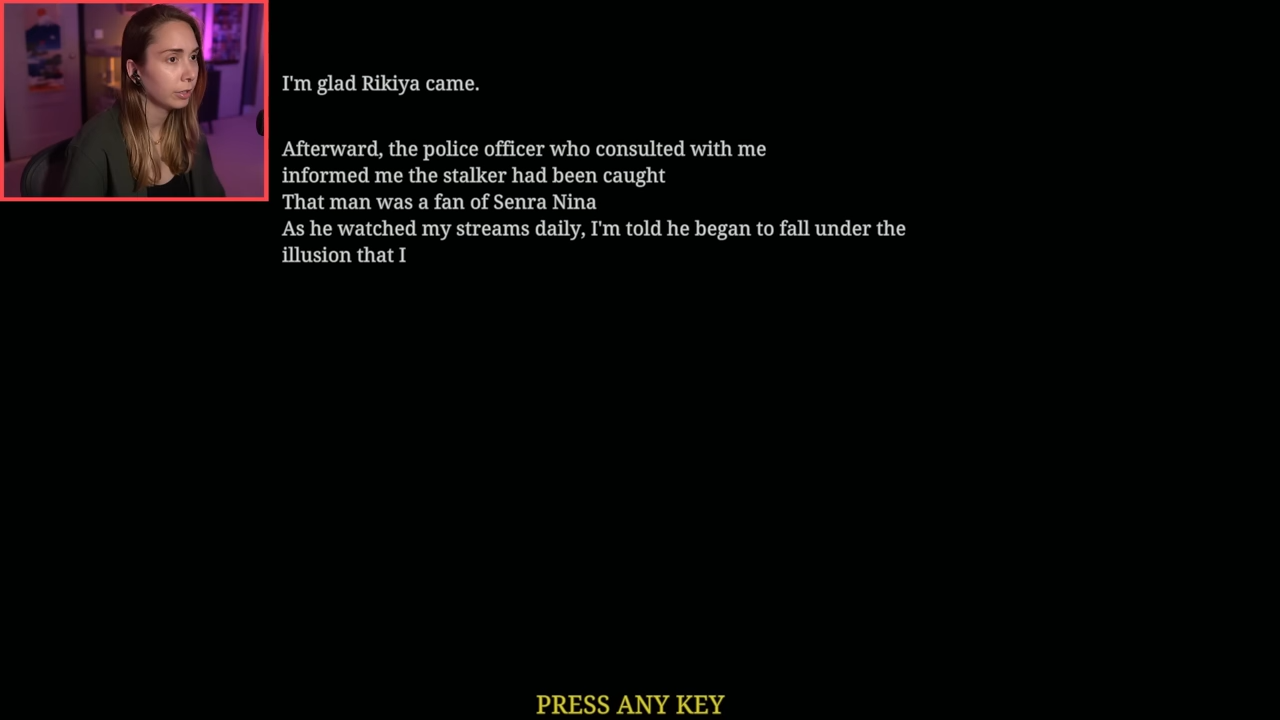 I'm glad Rikiya came.
Afterward, the police officer who consulted with me
informed me the stalker had been caught
That man was a fan of Senra Nina
As he watched my streams daily, I'm told he began to fall under the
illusion that I
PRESS ANY KEY